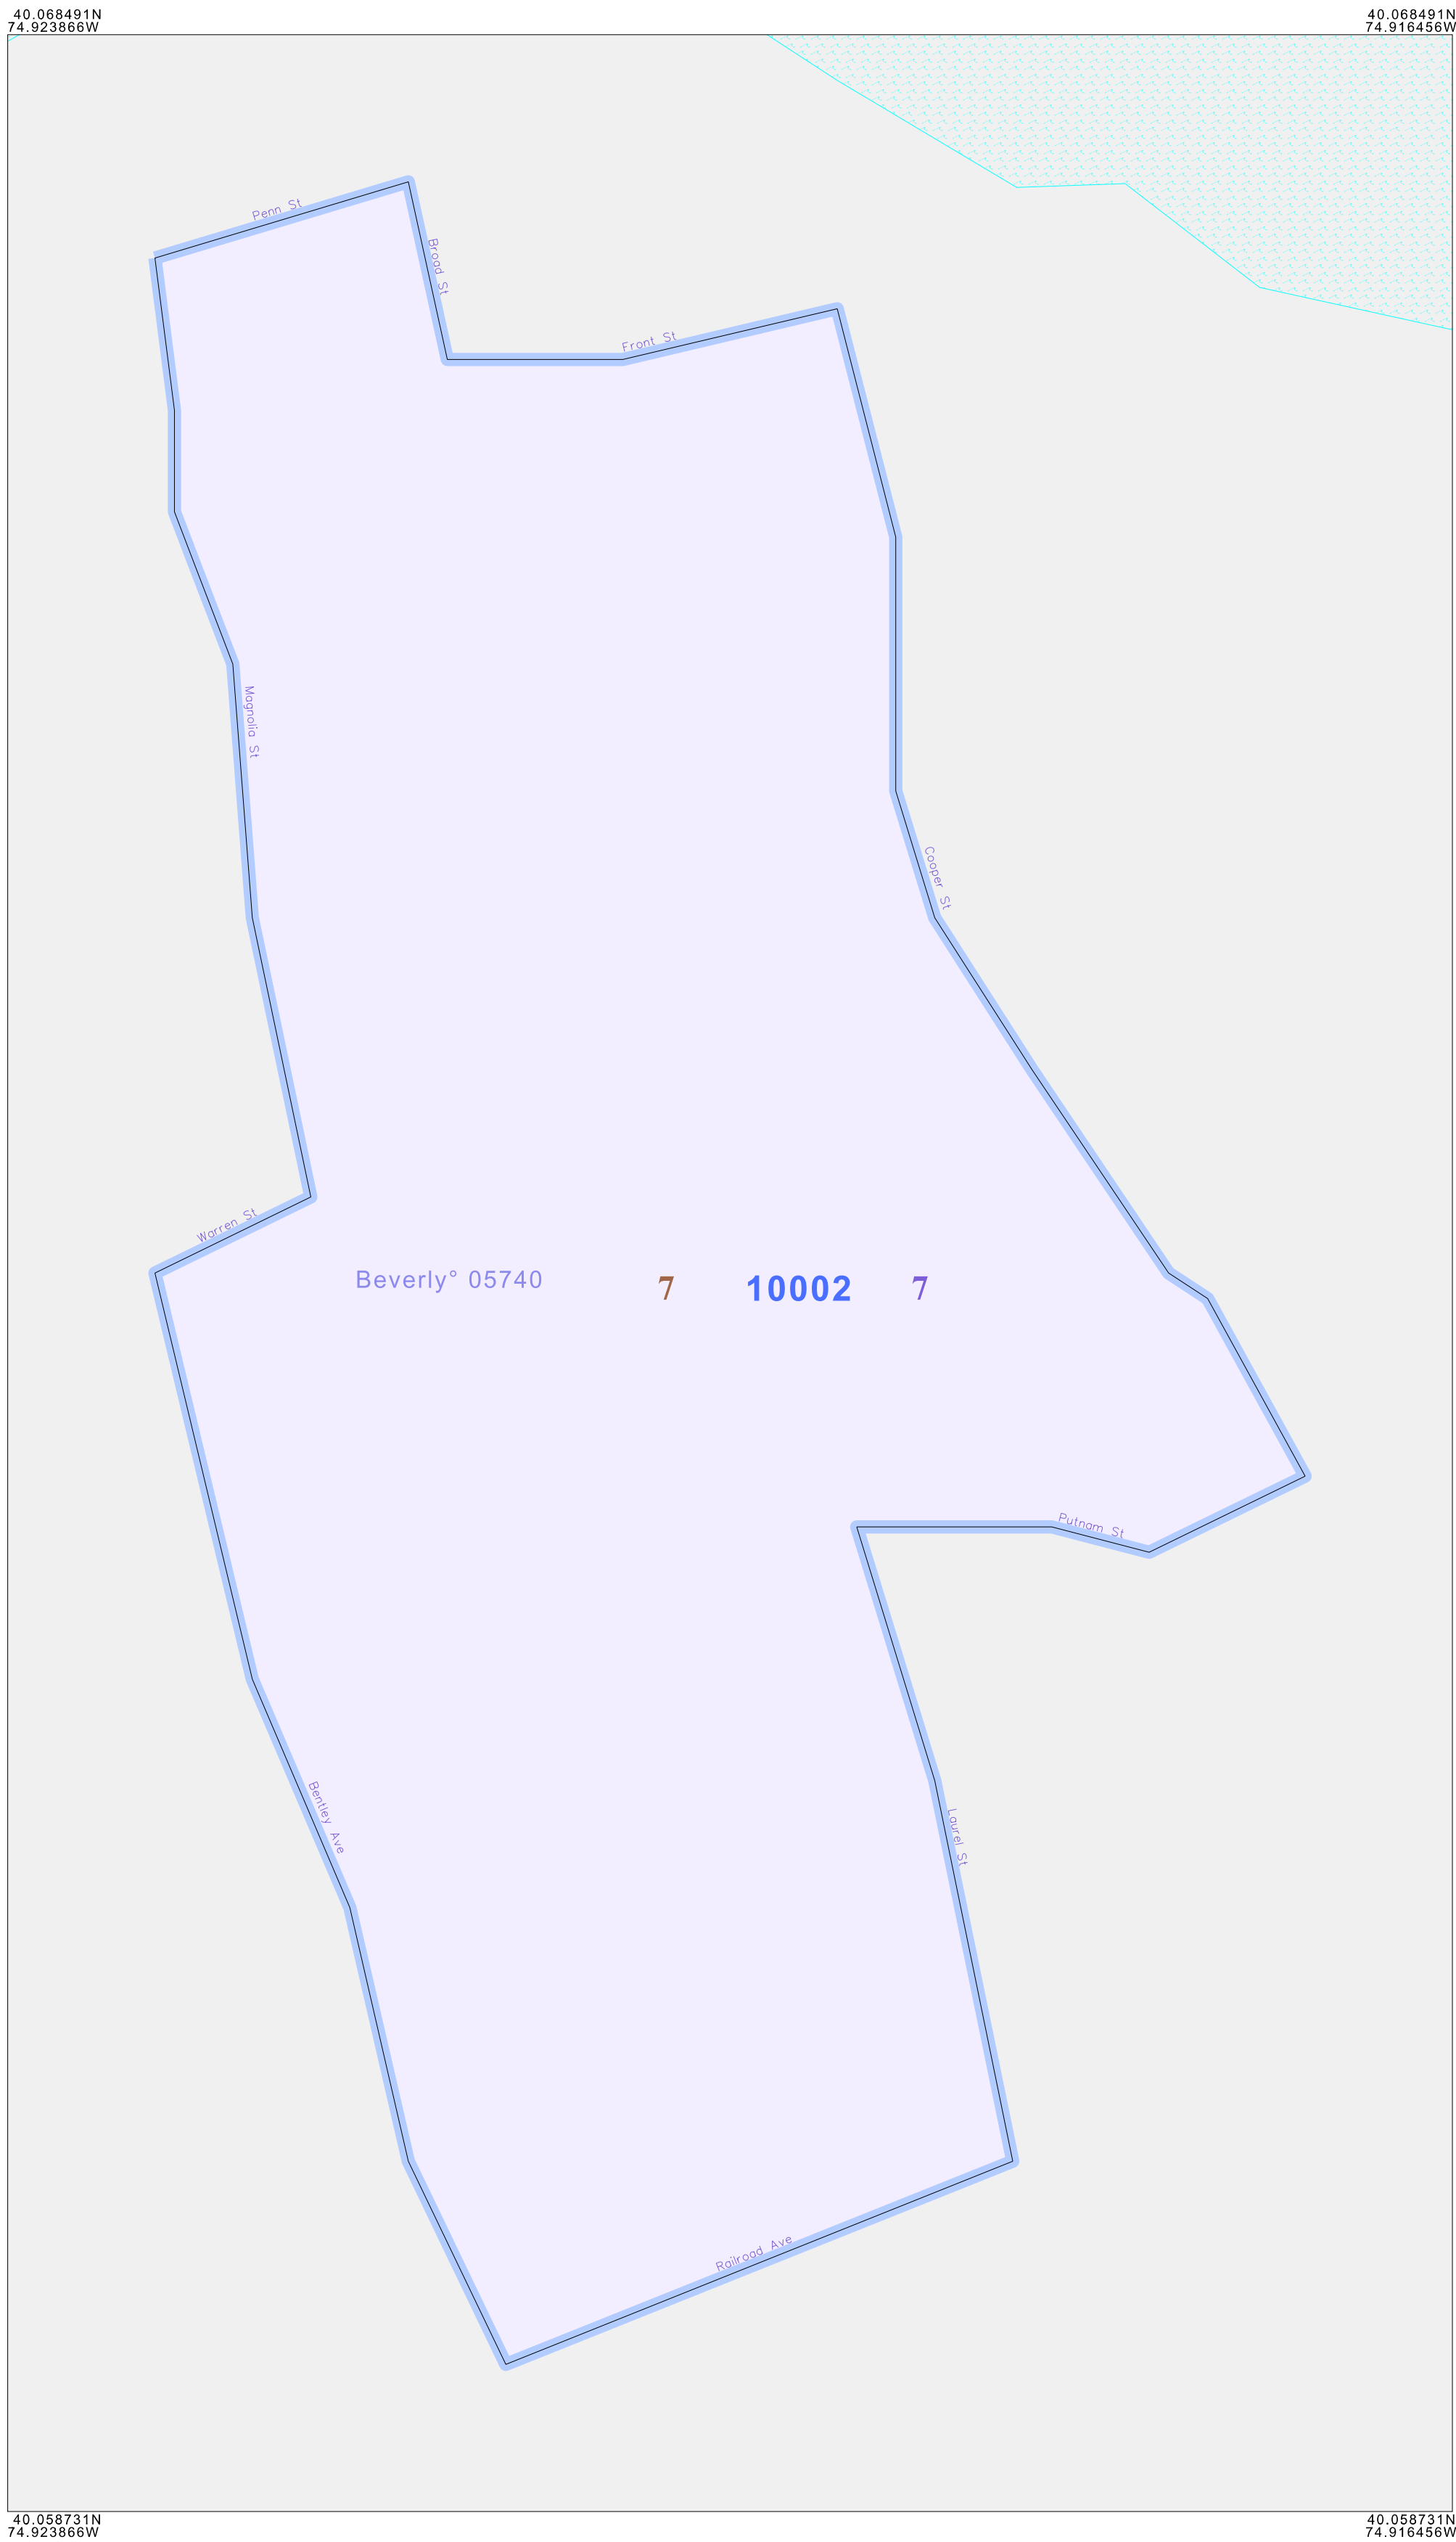 40.068491N
74.923866W
40.068491N
74.916456W
Penn St
Broad St
Front St
Magnolia St
Cooper St
Warren St
Beverly° 05740 7 10002 7
Putnam St
Bentley Ave
Laurel St
Railroad Ave
40.058731N
74.923866W
40.058731N
74.916456W